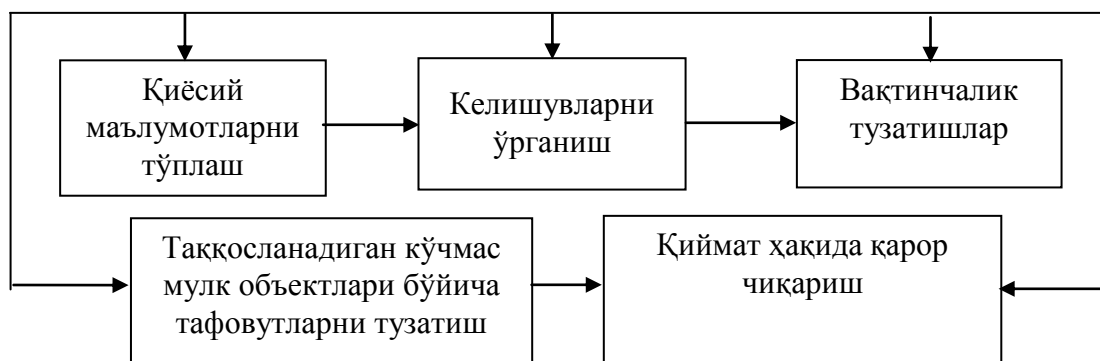 Қиёсий
маълумотларни
тўплаш
Келишувларни
ўрганиш
Вақтинчалик
тузатишлар
Таққосланадиган кўчмас
мулк объектлари бўйича
тафовутларни тузатиш
Қиймат ҳақида қарор
чиқариш